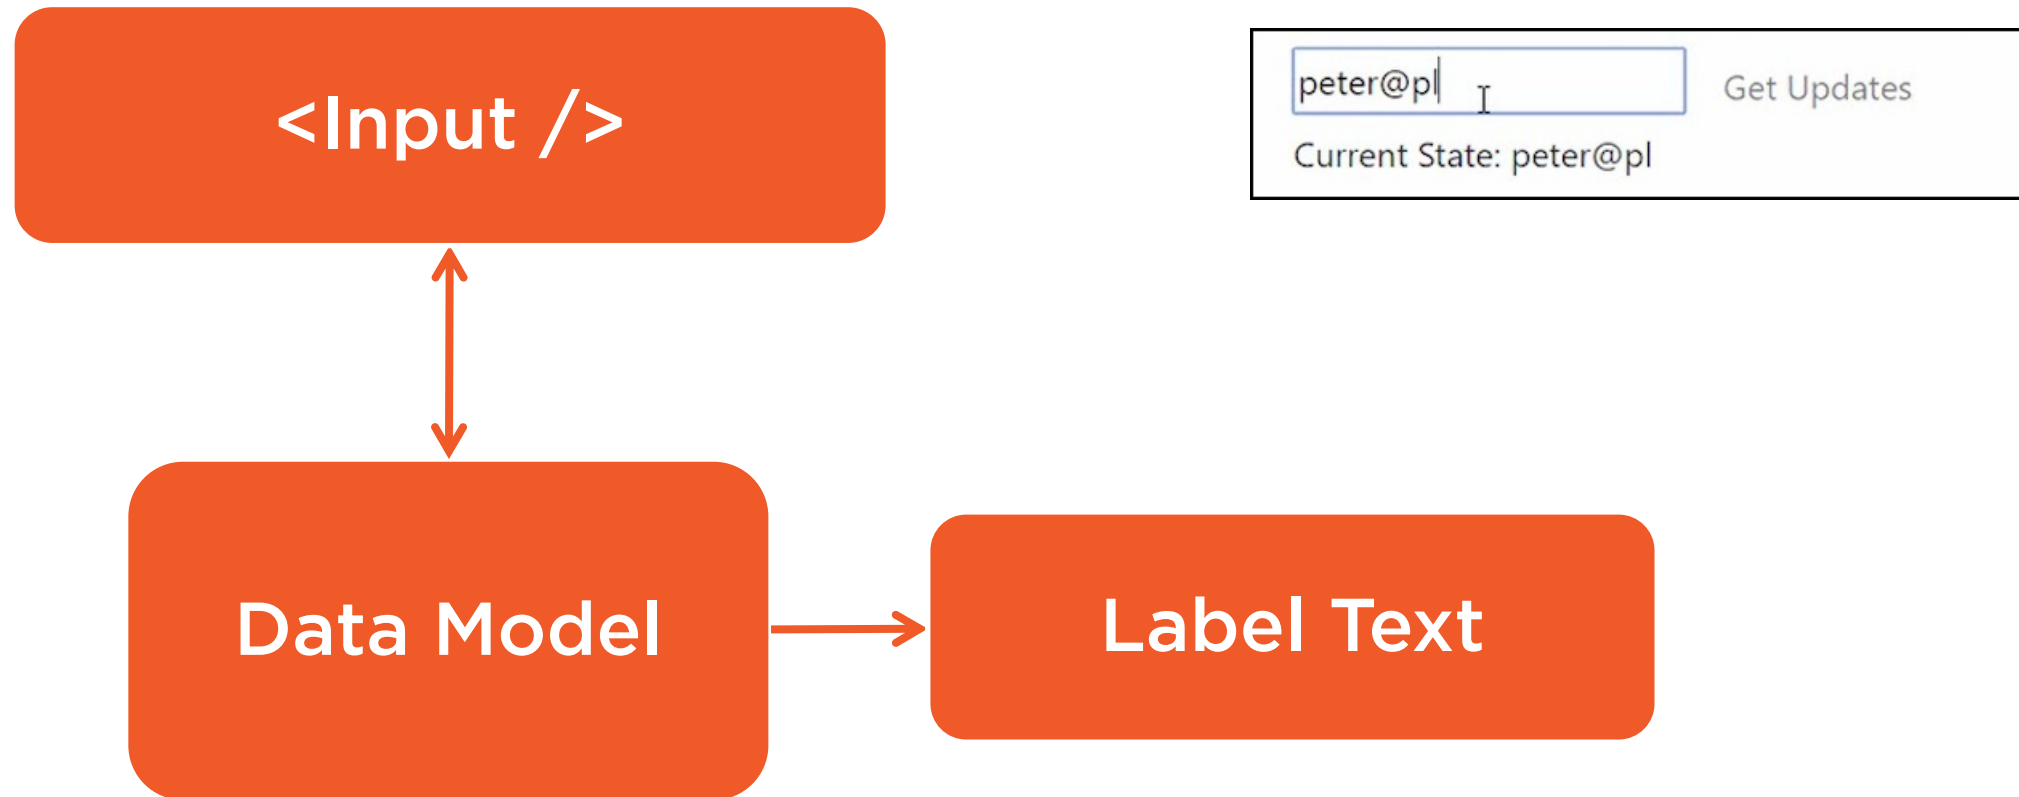 <Input />
peter@pl
Get Updates
Current State: peter@pl
Data Model
Label Text